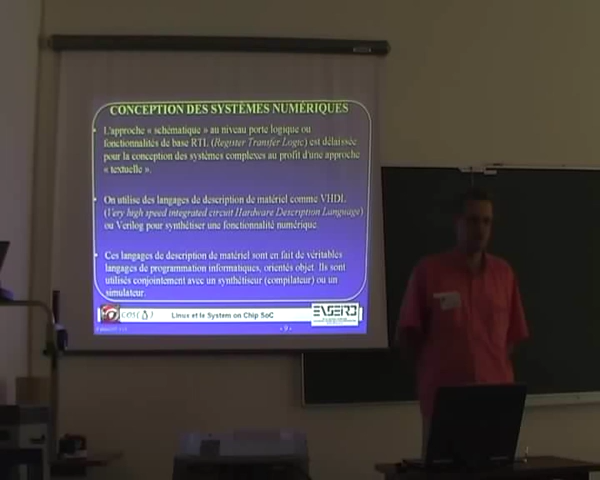 CONCEPTION DES SYSTÈMES NUMÉRIQUES
L'approche « schématique » au niveau porte logique ou
fonctionnalités de base RTL (Register Transfer Logic) est délaissée
pour la conception des systèmes complexes au profit d'une approche
« textuelle ».
On utilise des langages de description de matériel comme VHDL
(Very high speed integrated circuit Hardware Description Language)
ou Verilog pour synthétiser une fonctionnalité numérique.
Ces langages de description de matériel sont en fait de véritables
langages de programmation informatiques, orientés objet. Ils sont
utilisés conjointement avec un synthétiseur (compilateur) ou un
simulateur.
Linux et le System on Chip SoC
ENSEIRB
- 9 -